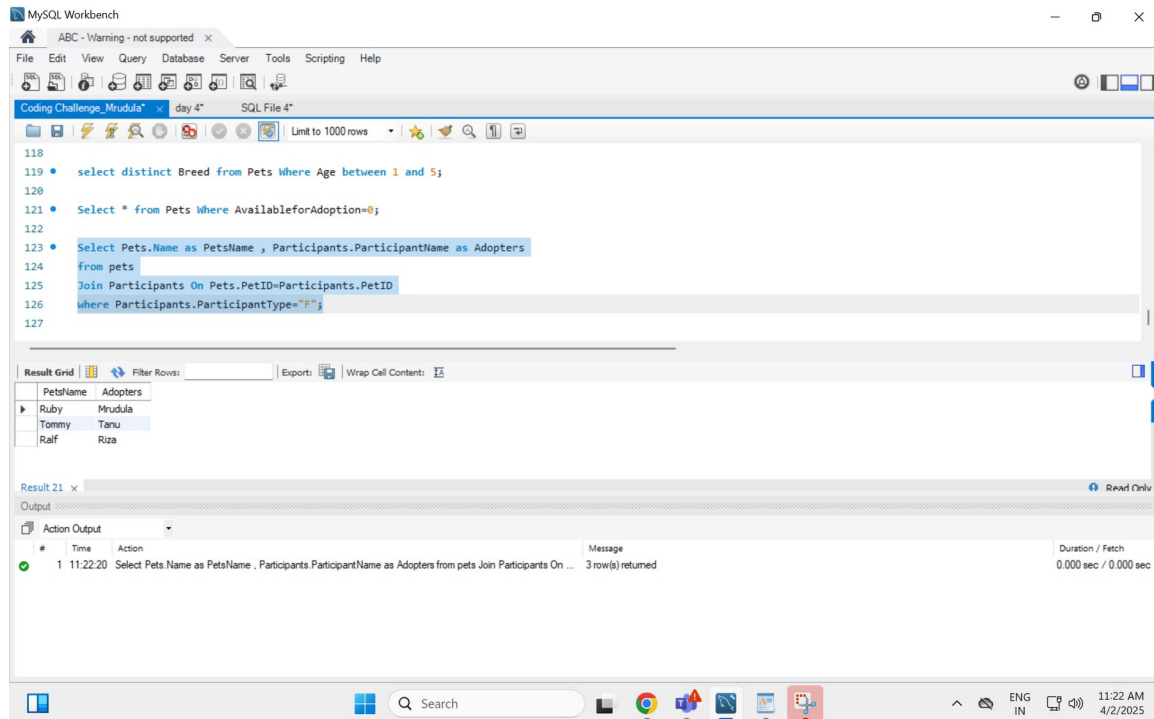 MySQL Workbench
ABC - Warning - not supported
File Edit View Query Database Server Tools Scripting Help
Coding Challenge_Mrudula* day 4* SQL File 4*
Limit to 1000 rows
118
119 select distinct Breed from Pets Where Age between 1 and 5;
120
121 Select * from Pets Where AvailableforAdoption=0;
122
123 Select Pets.Name as PetsName , Participants.ParticipantName as Adopters
124 from pets
125 Join Participants On Pets.PetID=Participants.PetID
126 where Participants.ParticipantType="F";
127
Result Grid Filter Rows: Export: Wrap Cell Content:
PetsName Adopters
Ruby Mrudula
Tommy Tanu
Ralf Riza
Result 21 Read Only
Output
Action Output
# Time Action Message Duration / Fetch
1 11:22:20 Select Pets.Name as PetsName , Participants.ParticipantName as Adopters from pets Join Participants On ... 3 row(s) returned 0.000 sec / 0.000 sec
Search
ENG
IN
11:22 AM
4/2/2025